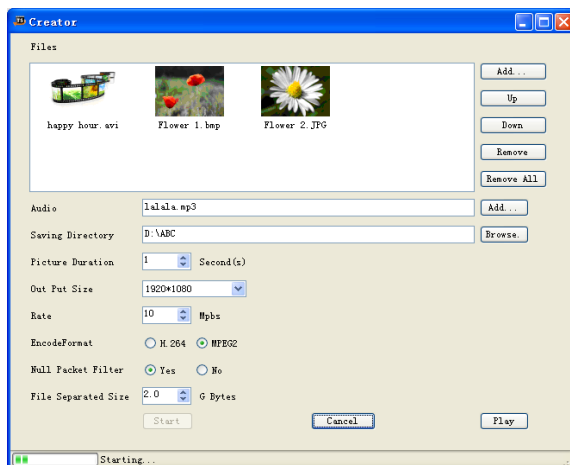 Creator
Files
happy hour.avi Flower 1.bmp Flower 2.JPG
Add...
Up
Down
Remove
Remove All
Audio lalala.mp3 Add...
Saving Directory D:\ABC Browse.
Picture Duration 1 Second(s)
Out Put Size 1920*1080
Rate 10 Mpbs
EncodeFormat H.264 MPEG2
Null Packet Filter Yes No
File Separated Size 2.0 G Bytes
Start Cancel Play
Starting...